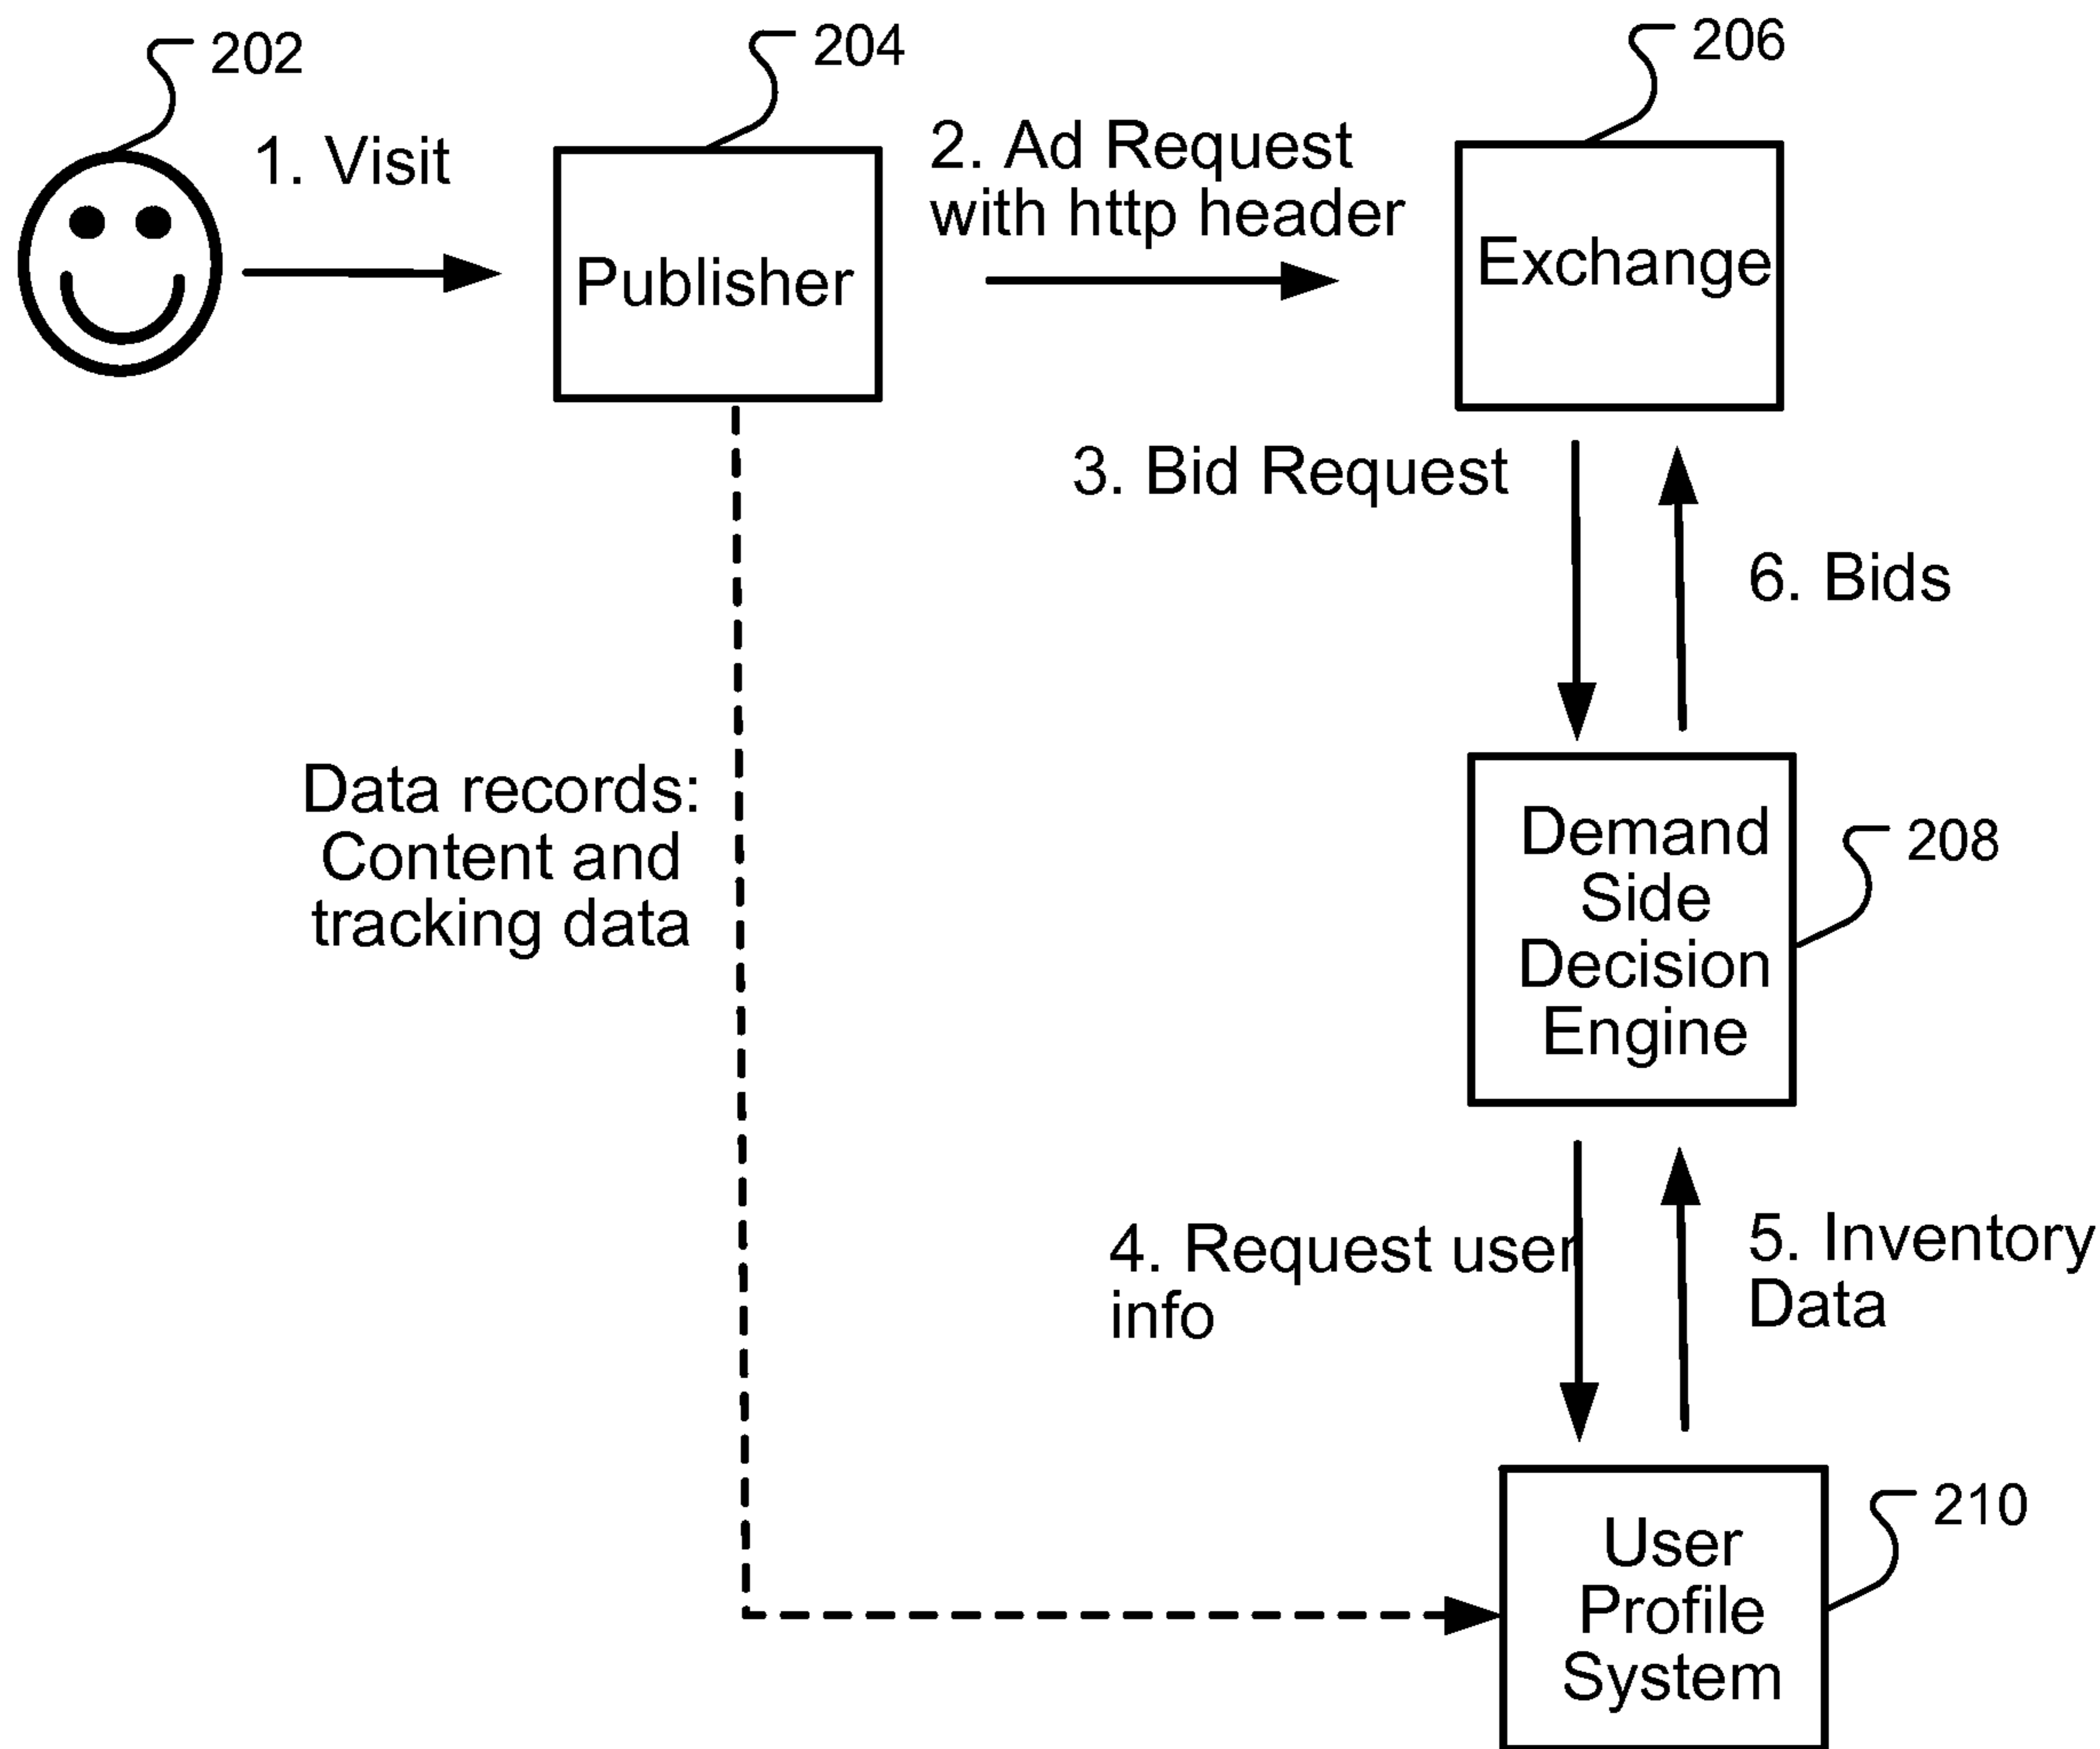 202
204
206
1. Visit
2. Ad Request
with http header
Publisher
Exchange
3. Bid Request
6. Bids
Data records:
Content and
tracking data
Demand
Side
Decision
Engine
208
4. Request user
info
5. Inventory
Data
User
Profile
System
210